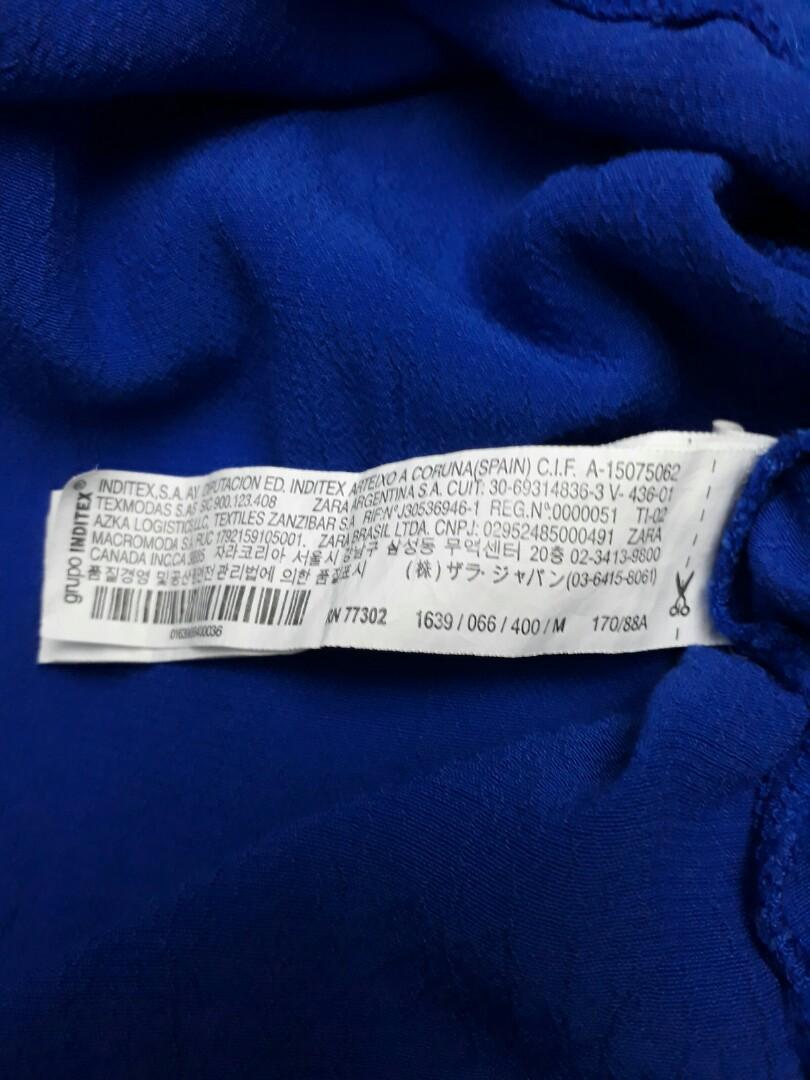 grupo INDITEX®
INDITEX,S.A. AV DIPUTACION ED. INDITEX ARTEIXO A CORUNA(SPAIN) C.I.F. A-15075062
TEXMODAS S.A.S SIC 900.123.408 ZARA ARGENTINA S.A. CUIT: 30-69314836-3 V- 436-01
AZKA LOGISTICS,LLC, TEXTILES ZANZIBAR S.A RIF:N°J30536946-1 REG.N°0000051 TI-02
MACROMODA S.A RUC 1792159105001. ZARA BRASIL LTDA. CNPJ: 02952485000491 ZARA
CANADA INC.CA 자라코리아 서울시 강남구 삼성동 무역센터 20층 02-3413-9800
품질경영 및공산품안전관리법에 의한 품질표시 (株) ザラ・ジャパン(03-6415-8061)
RN 77302 1639 / 066 / 400 / M 170/88A